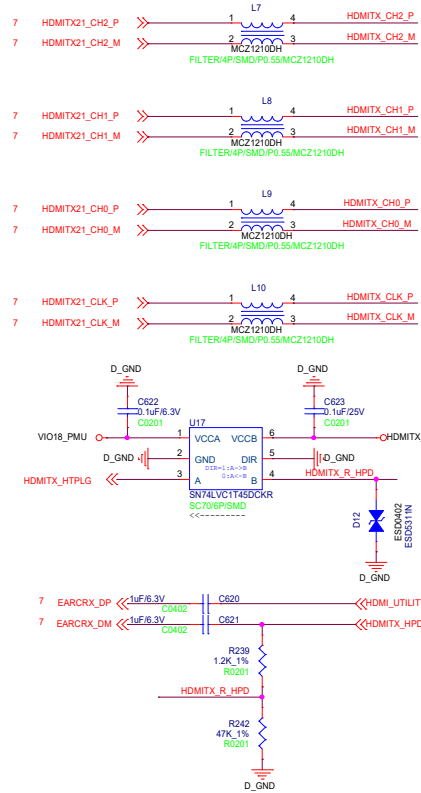 L7
7 HDMITX21_CH2_P 1 4 HDMITX_CH2_P
7 HDMITX21_CH2_M 2 3 HDMITX_CH2_M
MCZ1210DH
FILTER/4P/SMD/P0.55/MCZ1210DH
L8
7 HDMITX21_CH1_P 1 4 HDMITX_CH1_P
7 HDMITX21_CH1_M 2 3 HDMITX_CH1_M
MCZ1210DH
FILTER/4P/SMD/P0.55/MCZ1210DH
L9
7 HDMITX21_CH0_P 1 4 HDMITX_CH0_P
7 HDMITX21_CH0_M 2 3 HDMITX_CH0_M
MCZ1210DH
FILTER/4P/SMD/P0.55/MCZ1210DH
L10
7 HDMITX21_CLK_P 1 4 HDMITX_CLK_P
7 HDMITX21_CLK_M 2 3 HDMITX_CLK_M
MCZ1210DH
FILTER/4P/SMD/P0.55/MCZ1210DH
D_GND D_GND
C622 C623
0.1uF/6.3V 0.1uF/25V
C0201 C0201
U17
VIO18_PMU 1 VCCA VCCB 6 HDMITX
D_GND 2 GND DIR 5 D_GND
DIR=1:A->B
0:A<=B
HDMITX_HTPLG 3 A B 4 HDMITX_R_HPD
SN74LVC1T45DCKR
SC70/6P/SMD
<<---------
D12
ESD0402
ESD5311N
D_GND
7 EARCRX_DP 1uF/6.3V C620 HDMI_UTILIT
C0402
7 EARCRX_DM 1uF/6.3V C621 HDMITX_HPD
C0402
R239
1.2K_1%
R0201
HDMITX_R_HPD
R242
47K_1%
R0201
D_GND